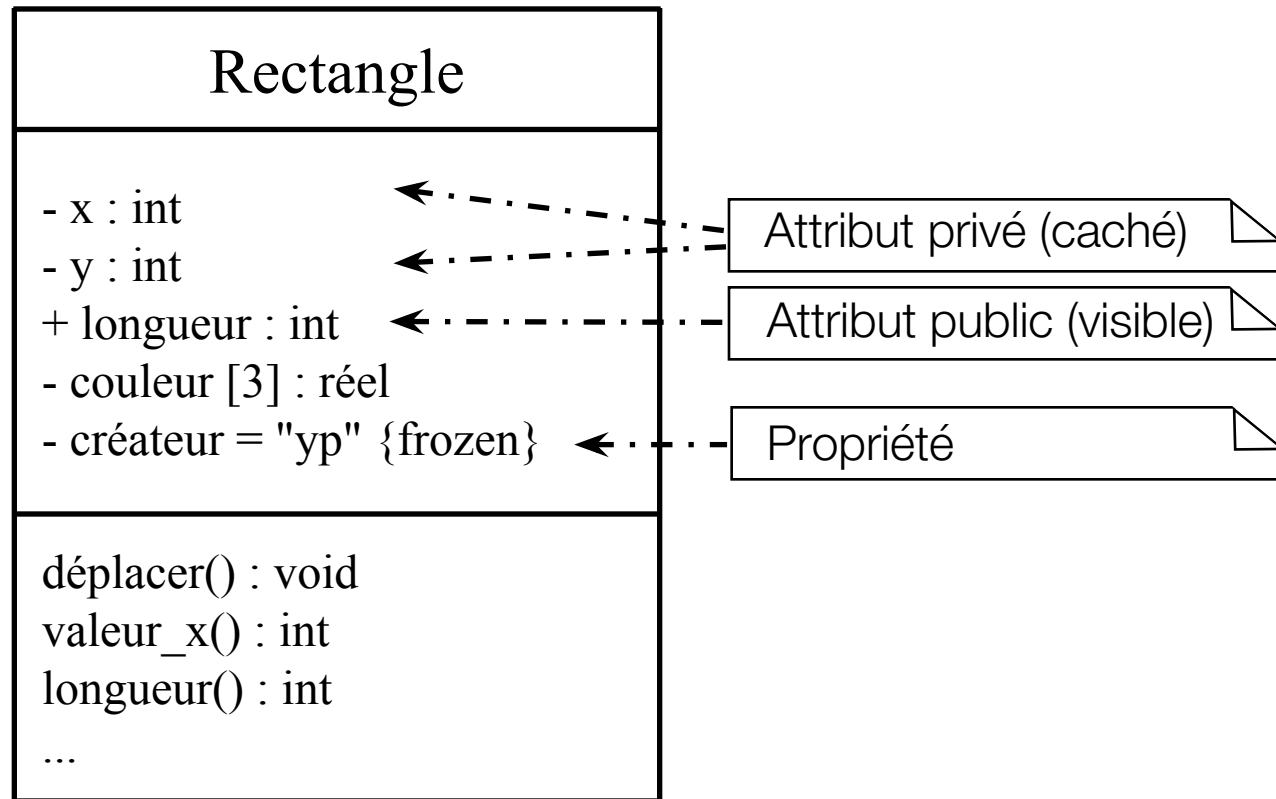 Rectangle
- x : int
- y : int
+ longueur : int
- couleur [3] : réel
- créateur = "yp" {frozen}
déplacer() : void
valeur_x() : int
longueur() : int
...
Attribut privé (caché)
Attribut public (visible)
Propriété